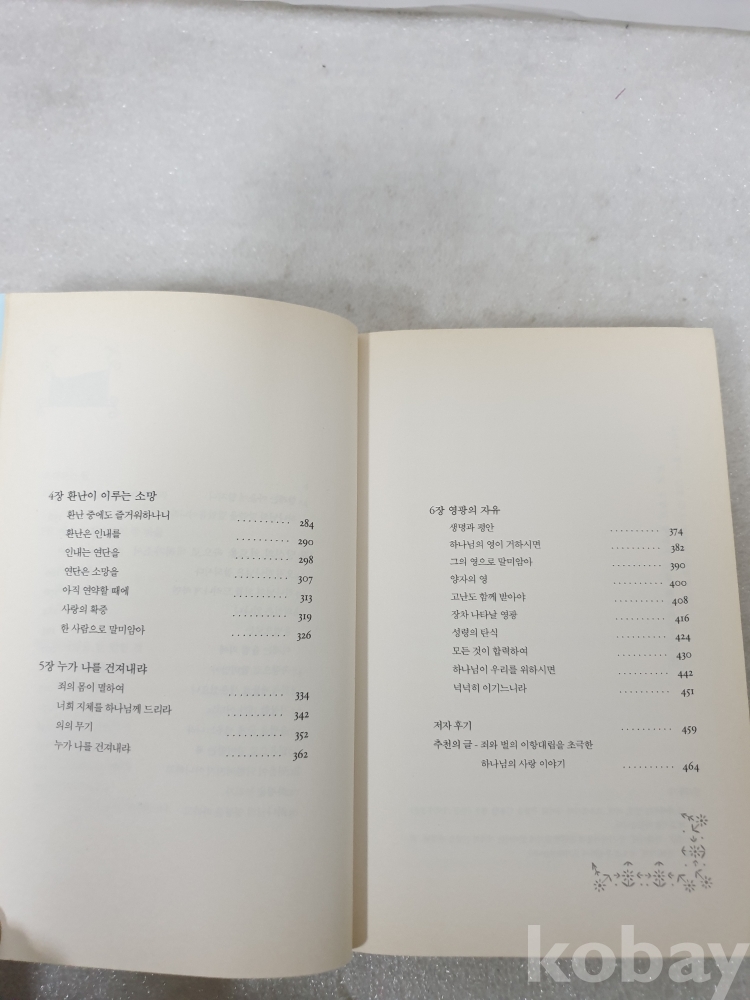 4장 환난이 이루는 소망
환난 중에도 즐거워하나니 .......... 284
환난은 인내를 .......... 290
인내는 연단을 .......... 298
연단은 소망을 .......... 307
아직 연약할 때에 .......... 313
사랑의 확증 .......... 319
한 사람으로 말미암아 .......... 326
5장 누가 나를 건져내랴
죄의 몸이 멸하여 .......... 334
너희 지체를 하나님께 드리라 .......... 342
의의 무기 .......... 352
누가 나를 건져내랴 .......... 362
6장 영광의 자유
생명과 평안 .......... 374
하나님의 영이 거하시면 .......... 382
그의 영으로 말미암아 .......... 390
양자의 영 .......... 400
고난도 함께 받아야 .......... 408
장차 나타날 영광 .......... 416
성령의 탄식 .......... 424
모든 것이 합력하여 .......... 430
하나님이 우리를 위하시면 .......... 442
넉넉히 이기느니라 .......... 451
저자 후기 .......... 459
추천의 글 - 죄와 벌의 이항대립을 초극한
하나님의 사랑 이야기 .......... 464
kobay